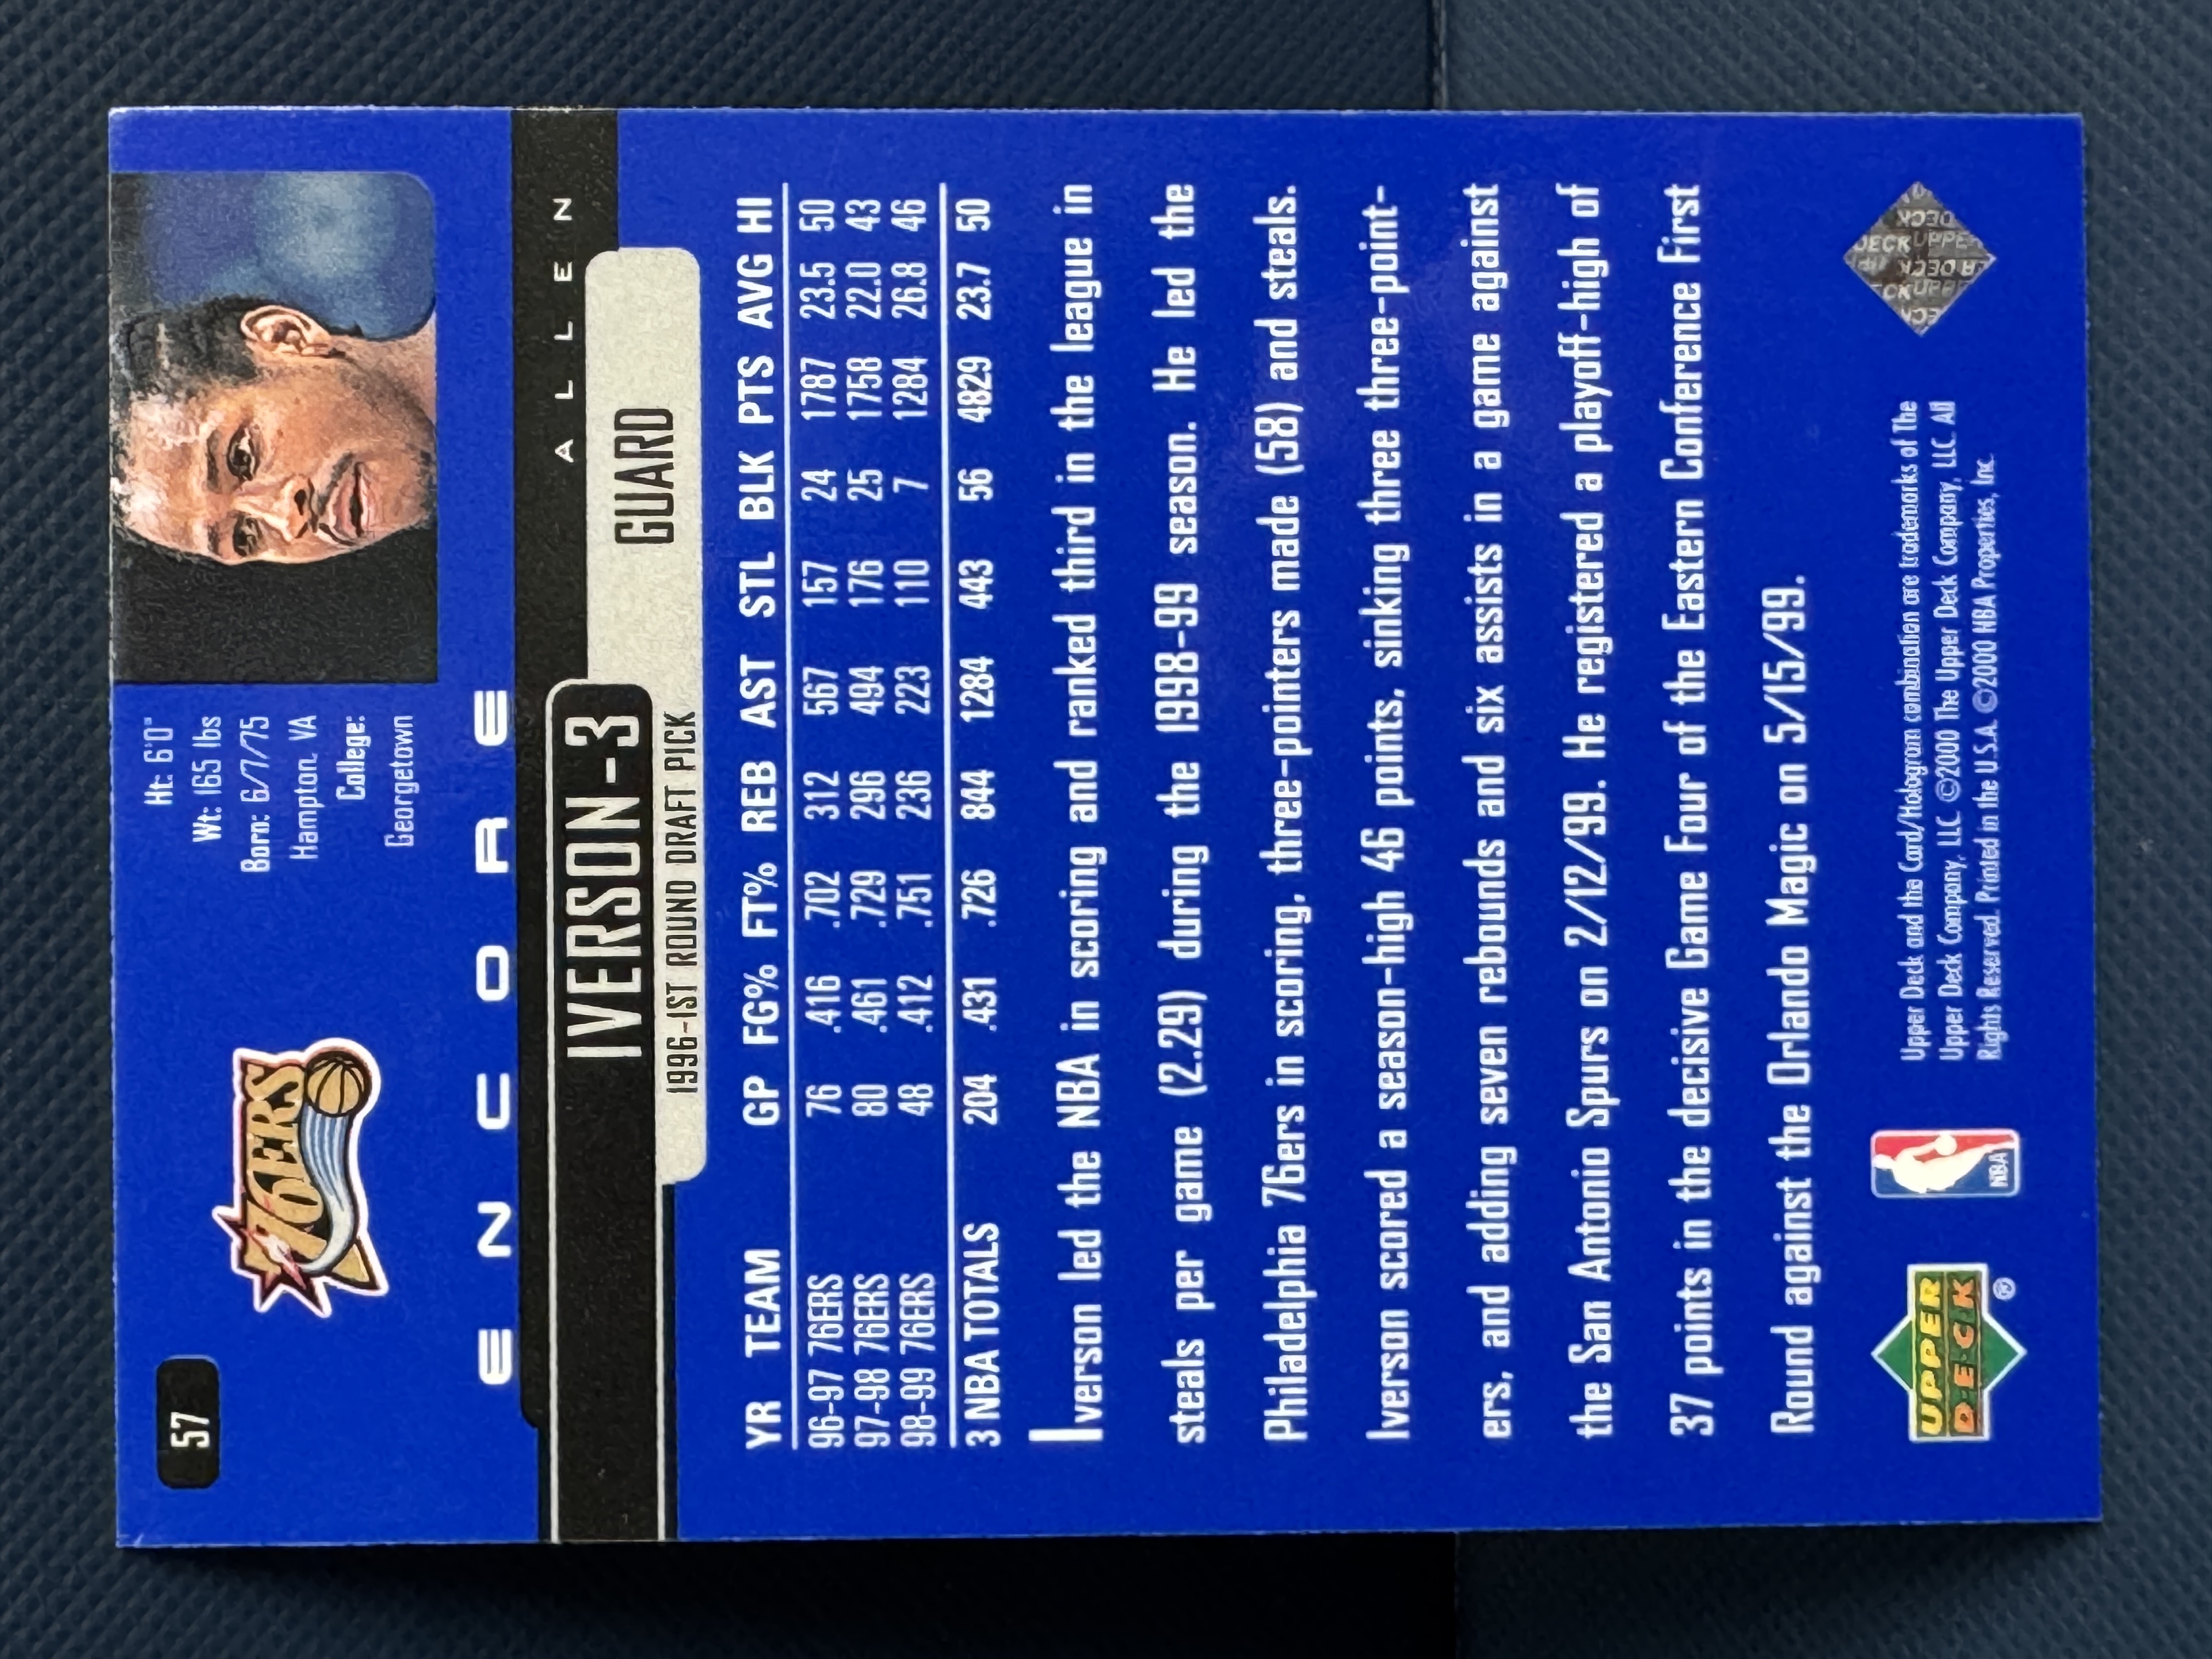 57
76ERS
Ht: 6'0"
Wt: 165 lbs
Born: 6/7/75
Hampton, VA
College:
Georgetown
ENCORE
ALLEN
IVERSON-3
GUARD
1996-1ST ROUND DRAFT PICK
YR TEAM GP FG% FT% REB AST STL BLK PTS AVG HI
96-97 76ERS 76 .416 .702 312 567 157 24 1787 23.5 50
97-98 76ERS 80 .461 .729 296 494 176 25 1758 22.0 43
98-99 76ERS 48 .412 .751 236 223 110 7 1284 26.8 46
3 NBA TOTALS 204 .431 .726 844 1284 443 56 4829 23.7 50
Iverson led the NBA in scoring and ranked third in the league in
steals per game (2.29) during the 1998-99 season. He led the
Philadelphia 76ers in scoring, three-pointers made (58) and steals.
Iverson scored a season-high 46 points, sinking three three-point-
ers, and adding seven rebounds and six assists in a game against
the San Antonio Spurs on 2/12/99. He registered a playoff-high of
37 points in the decisive Game Four of the Eastern Conference First
Round against the Orlando Magic on 5/15/99.
UPPER
DECK
®
NBA
Upper Deck and the Card/Hologram combination are trademarks of The
Upper Deck Company, LLC ©2000 The Upper Deck Company, LLC. All
Rights Reserved. Printed in the U.S.A. ©2000 NBA Properties, Inc.
DECK
DECK UPPER
DECK